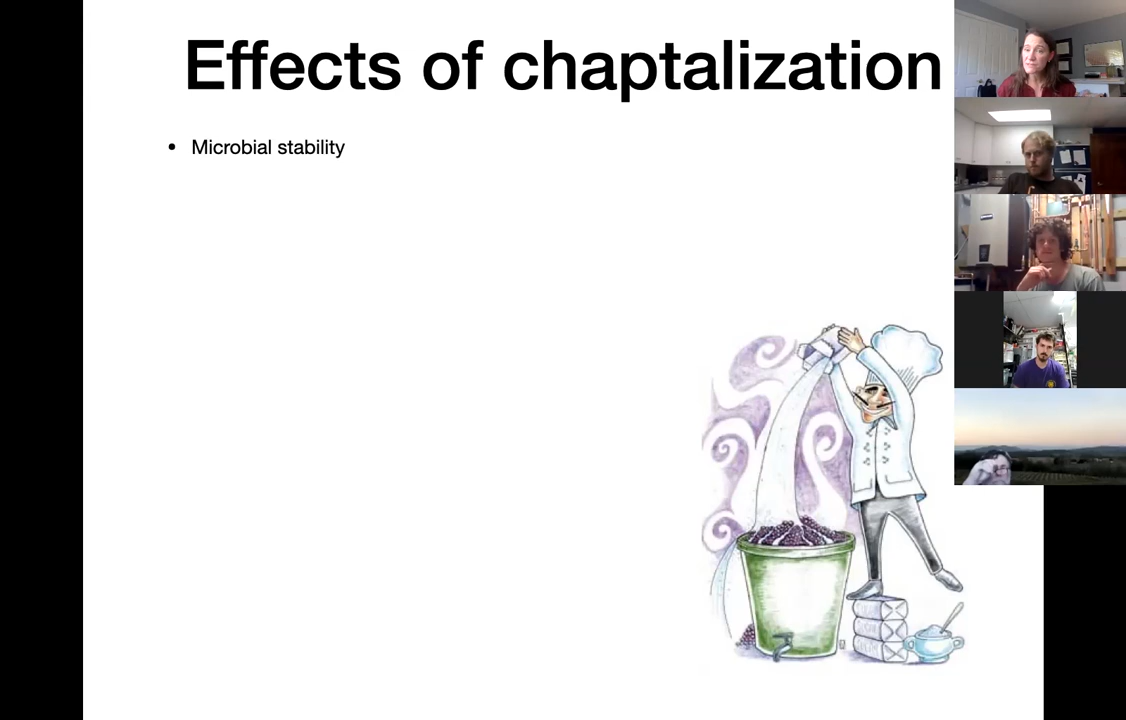 Effects of chaptalization
• Microbial stability